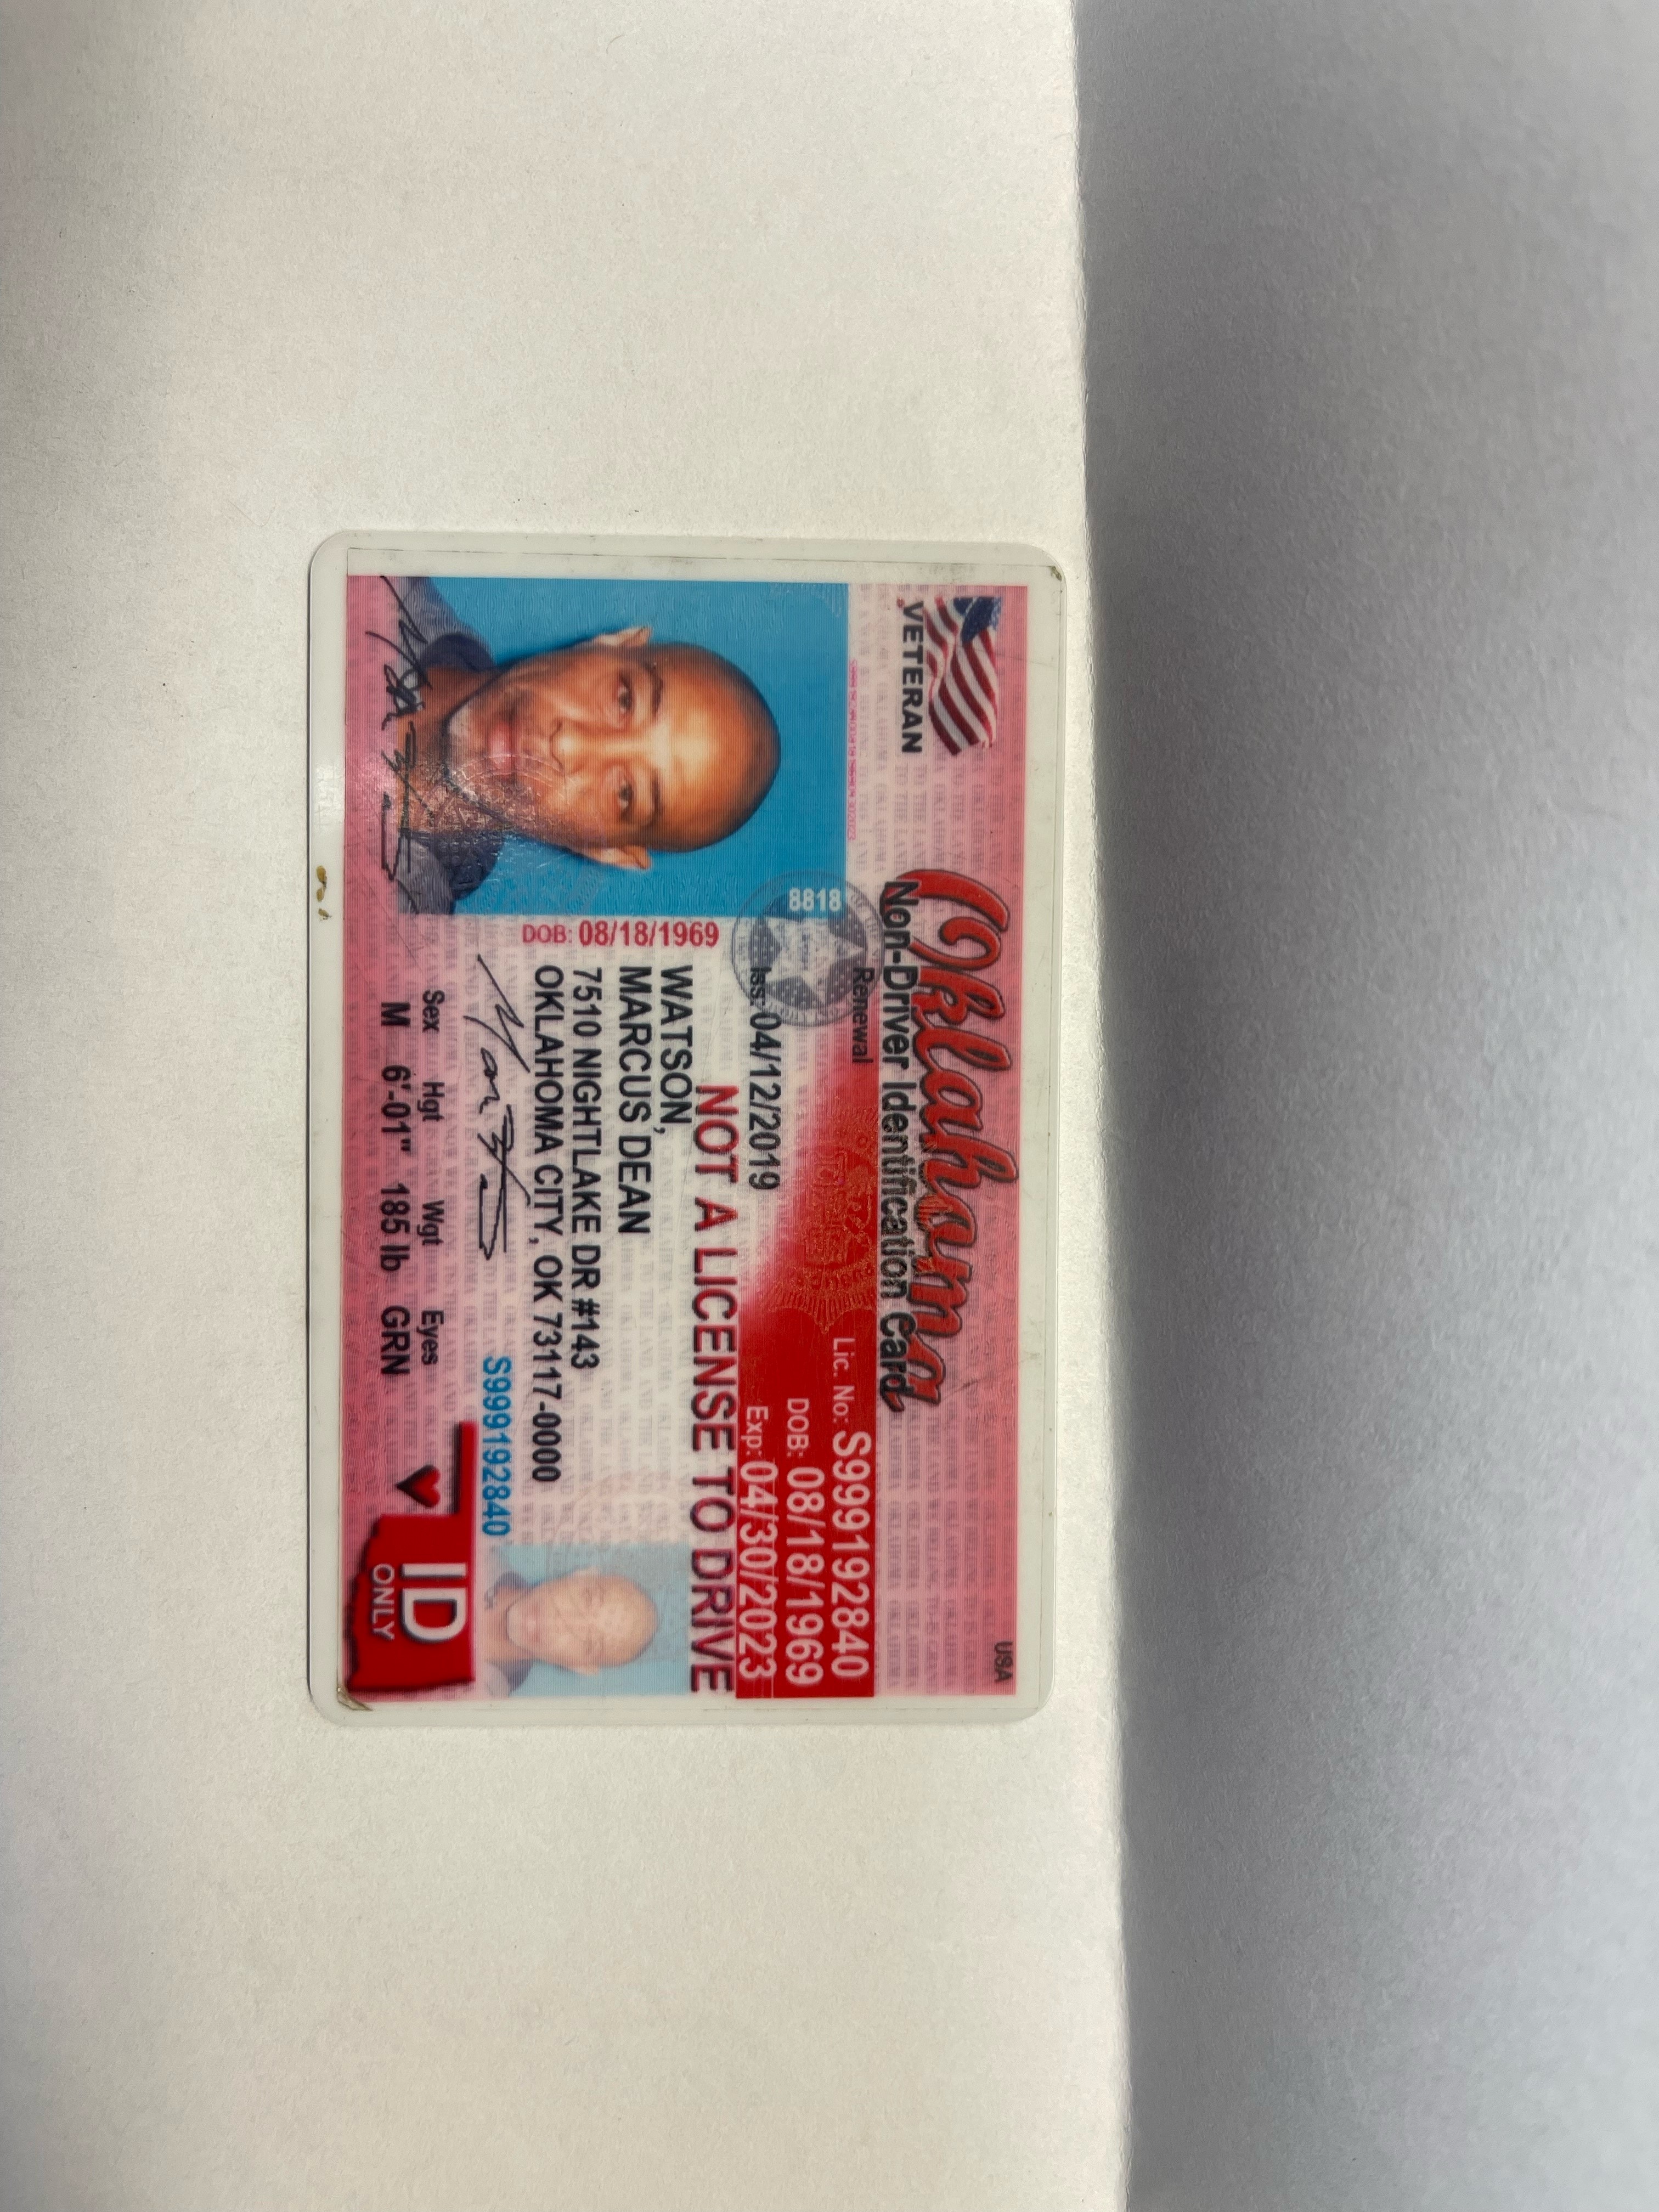 USA
Oklahoma
VETERAN
Non-Driver Identification Card
Renewal
Lic. No: S999192840
8818
DOB: 08/18/1969
Iss: 04/12/2019
Exp: 04/30/2023
NOT A LICENSE TO DRIVE
DOB: 08/18/1969
WATSON,
MARCUS DEAN
7510 NIGHTLAKE DR #143
OKLAHOMA CITY, OK 73117-0000
S999192840
Sex Hgt Wgt Eyes
M 6'-01" 185 lb GRN
ID
ONLY